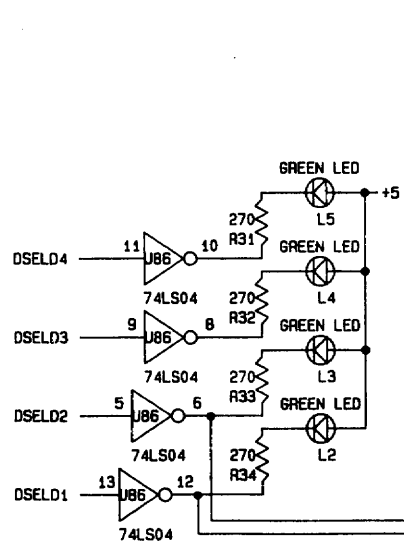 GREEN LED
+5
L5
270
R31
DSELD4
11
U86
10
74LS04
GREEN LED
L4
270
R32
DSELD3
9
U86
8
74LS04
GREEN LED
L3
270
R33
DSELD2
5
U86
6
74LS04
GREEN LED
L2
270
R34
DSELD1
13
U86
12
74LS04